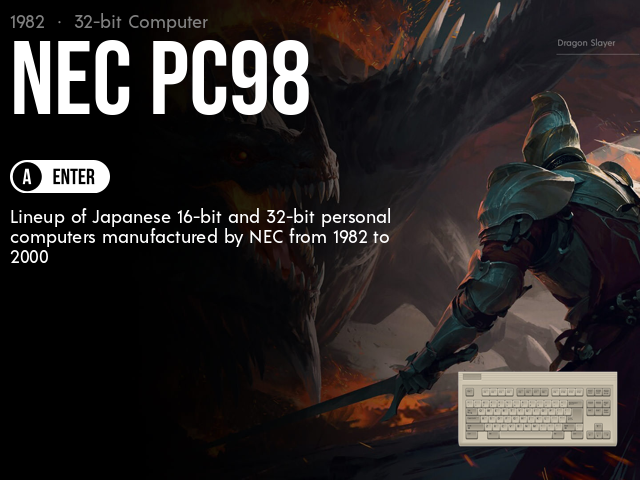 1982 · 32-bit Computer
NEC PC98
Dragon Slayer
A ENTER
Lineup of Japanese 16-bit and 32-bit personal
computers manufactured by NEC from 1982 to
2000